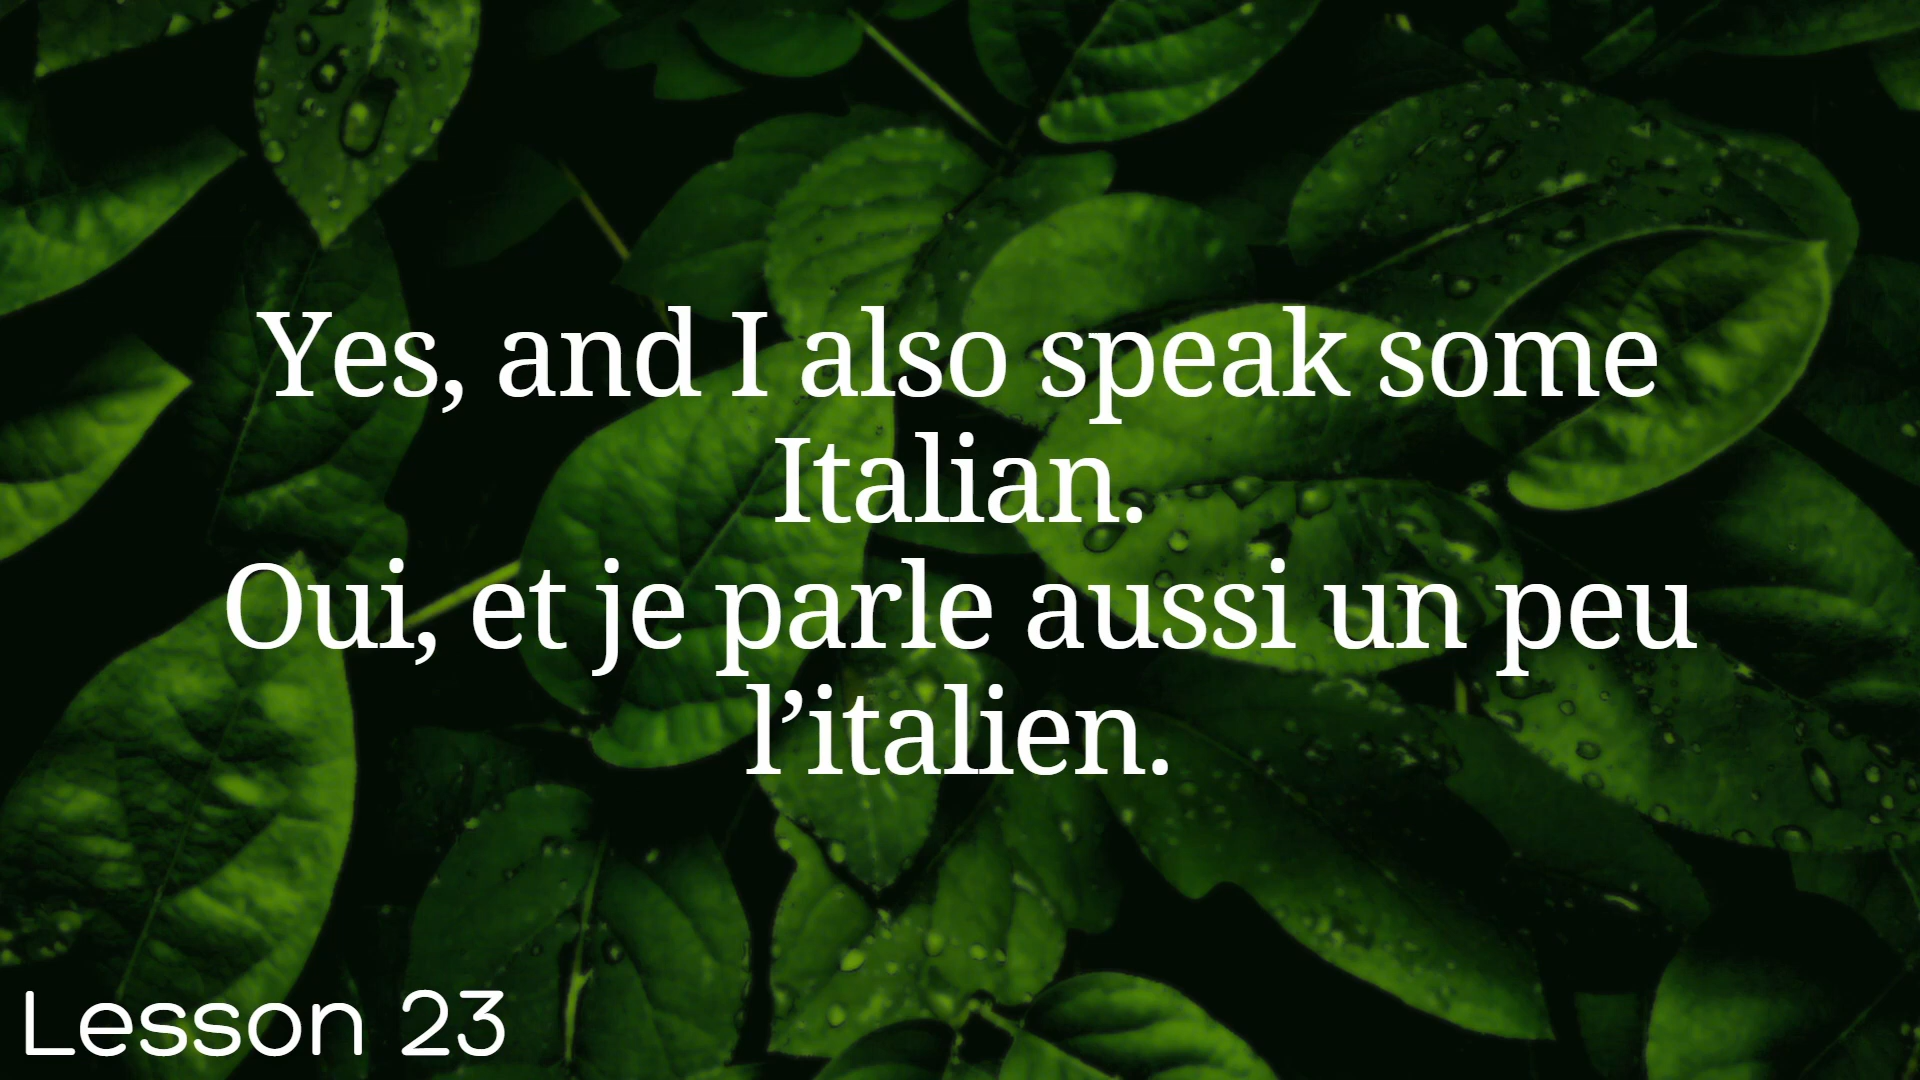 Yes, and I also speak some
Italian.
Oui, et je parle aussi un peu
l’italien.
Lesson 23